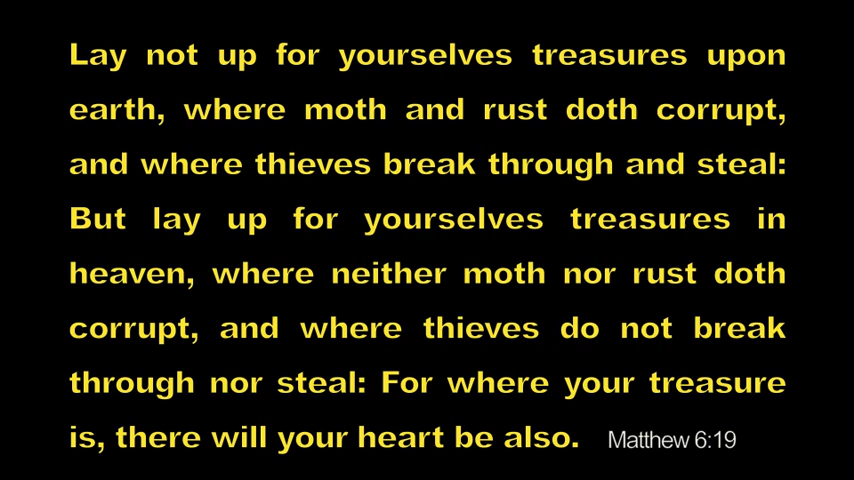 Lay not up for yourselves treasures upon
earth, where moth and rust doth corrupt,
and where thieves break through and steal:
But lay up for yourselves treasures in
heaven, where neither moth nor rust doth
corrupt, and where thieves do not break
through nor steal: For where your treasure
is, there will your heart be also. Matthew 6:19